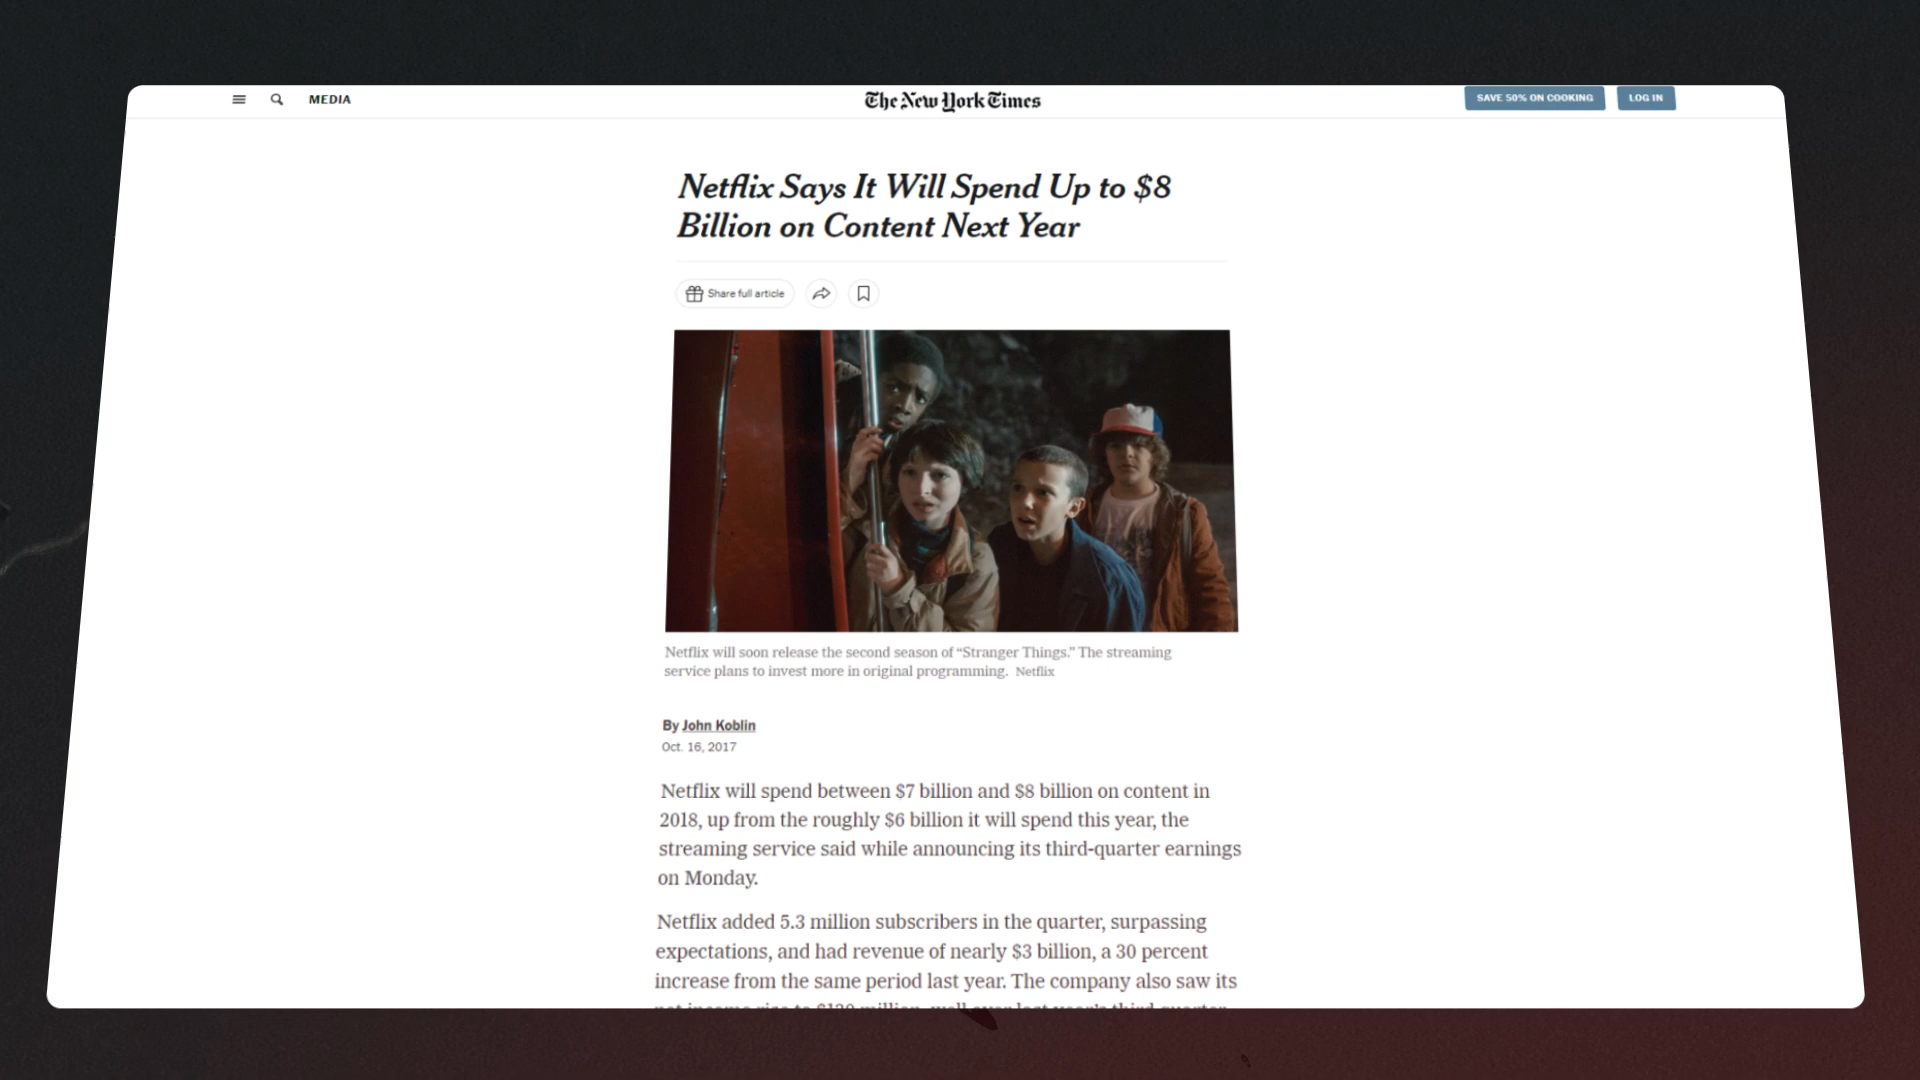 MEDIA
The New York Times
SAVE 50% ON COOKING
LOG IN
Netflix Says It Will Spend Up to $8
Billion on Content Next Year
Share full article
Netflix will soon release the second season of “Stranger Things.” The streaming
service plans to invest more in original programming. Netflix
By John Koblin
Oct. 16, 2017
Netflix will spend between $7 billion and $8 billion on content in
2018, up from the roughly $6 billion it will spend this year, the
streaming service said while announcing its third-quarter earnings
on Monday.
Netflix added 5.3 million subscribers in the quarter, surpassing
expectations, and had revenue of nearly $3 billion, a 30 percent
increase from the same period last year. The company also saw its